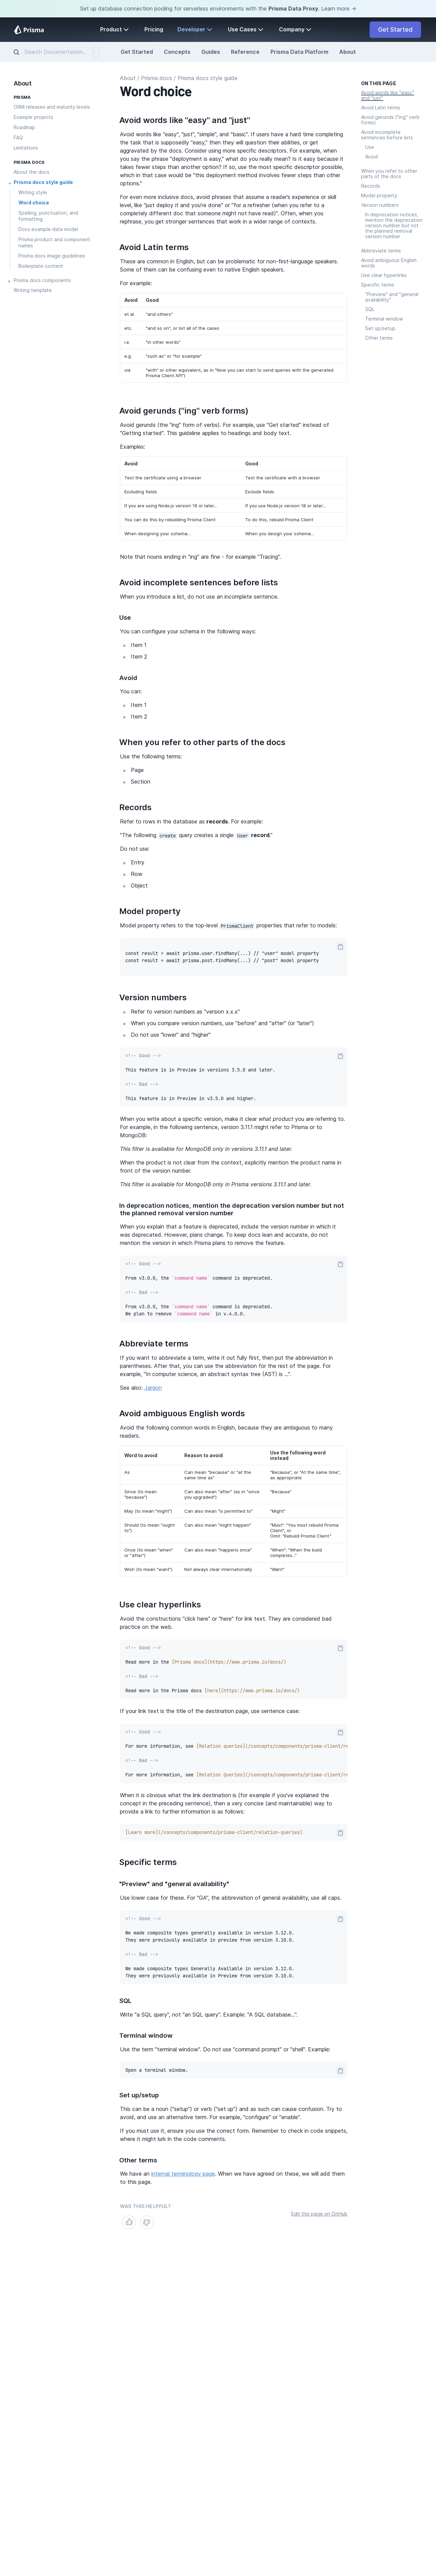 Set up database connection pooling for serverless environments with the Prisma Data Proxy. Learn more →
Prisma
Product
Pricing
Developer
Use Cases
Company
Get Started
Search Documentation...
Get Started
Concepts
Guides
Reference
Prisma Data Platform
About
About
PRISMA
ORM releases and maturity levels
Example projects
Roadmap
FAQ
Limitations
PRISMA DOCS
About the docs
Prisma docs style guide
Writing style
Word choice
Spelling, punctuation, and
formatting
Docs example data model
Prisma product and component
names
Prisma docs image guidelines
Boilerplate content
Prisma docs components
Writing template
About / Prisma docs / Prisma docs style guide
Word choice
Avoid words like "easy" and "just"
Avoid words like "easy", "just", "simple", and "basic". If users have a hard time completing a task that is supposedly "easy", they will question their abilities. Consider using more specific descriptors. For example, when you use the phrase "deploy is easy", what do you really mean? Is it easy because it takes fewer steps than another option? If so, use the most specific descriptor possible, which in that case would be "this deploy method involves fewer steps than other options."
For even more inclusive docs, avoid phrases that assume a reader's knowledge or preferences, such as "As you already know" or "If you prefer to use". For example, a phrase like "For ease of reading" can be replaced with "For readability" or "If you prefer to use a visual method, see (link)".
Avoid Latin terms
These are common in English, but can be problematic for non-first-language speakers. Some of them can be confusing even to native English speakers.
For example:
Avoid Good
et al "and others"
etc. "and so on", or list all of the cases
i.e. "in other words"
e.g. "such as" or "for example"
via "with" or other equivalent, as in "Now you can start to send queries with the generated
Prisma Client API").
Avoid gerunds ("ing" verb forms)
Avoid gerunds (the "ing" form of verbs). For example, use "Get started" instead of
"Getting started". This guideline applies to headings and body text.
Examples:
Avoid Good
Test the certificate using a browser Test the certificate with a browser
Excluding fields Exclude fields
If you are using Node.js version 16 or later... If you use Node.js version 16 or later...
You can do this by rebuilding Prisma Client To do this, rebuild Prisma Client
When designing your schema... When you design your schema...
Note that nouns ending in "ing" are fine - for example "Tracing".
Avoid incomplete sentences before lists
When you introduce a list, do not use an incomplete sentence.
Use
You can configure your schema in the following ways:
Item 1
Item 2
Avoid
You can:
Item 1
Item 2
When you refer to other parts of the docs
Use the following terms:
Page
Section
Records
Refer to rows in the database as records. For example:
"The following create query creates a single User record."
Do not use:
Entry
Row
Object
Model property
Model property refers to the top-level PrismaClient properties that refer to models:
const result = await prisma.user.findMany(...) // "user" model property
const result = await prisma.post.findMany(...) // "post" model property
Version numbers
Refer to version numbers as "version x.x.x"
When you compare version numbers, use "before" and "after" (or "later")
Do not use "lower" and "higher"
<!-- Good -->
This feature is in Preview in versions 3.5.0 and later.
<!-- Bad -->
This feature is in Preview in v3.5.0 and higher.
When you write about a specific version, make it clear what product you are referring to.
For example, in the following sentence, version 3.11.1 might refer to Prisma or to
MongoDB:
This filter is available for MongoDB only in versions 3.11.1 and later.
When the product is not clear from the context, explicitly mention the product name in
front of the version number.
This filter is available for MongoDB only in Prisma versions 3.11.1 and later.
In deprecation notices, mention the deprecation version number but not
the planned removal version number
When you explain that a feature is deprecated, include the version number in which it
was deprecated. However, plans change. To keep docs lean and accurate, do not
mention the version in which Prisma plans to remove the feature.
<!-- Good -->
From v3.0.0, the `command name` command is deprecated.
<!-- Bad -->
From v3.0.0, the `command name` command is deprecated.
We plan to remove `command name` in v.4.0.0.
Abbreviate terms
If you want to abbreviate a term, write it out fully first, then put the abbreviation in
parentheses. After that, you can use the abbreviation for the rest of the page. For
example, "In computer science, an abstract syntax tree (AST) is ...".
See also: Jargon
Avoid ambiguous English words
Avoid the following common words in English, because they are ambiguous to many
readers.
Word to avoid Reason to avoid Use the following word instead
As Can mean "because" or "at the same time as" "Because", or "At the same time", as appropriate
Since (to mean "because") Can also mean "after" (as in "since you upgraded") "Because"
May (to mean "might") Can also mean "is permitted to" "Might"
Should (to mean "ought to") Can also mean "might happen" "Must": "You must rebuild Prisma Client", or Omit: "Rebuild Prisma Client."
Once (to mean "when" or "after") Can also mean "happens once" "When": "When the build completes..."
Wish (to mean "want") Not always clear internationally "Want"
Use clear hyperlinks
Avoid the constructions "click here" or "here" for link text. They are considered bad
practice on the web.
<!-- Good -->
Read more in the [Prisma docs](https://www.prisma.io/docs/)
<!-- Bad -->
Read more in the Prisma docs [here](https://www.prisma.io/docs/)
If your link text is the title of the destination page, use sentence case:
<!-- Good -->
For more information, see [Relation queries](/concepts/components/prisma-client/re
<!-- Bad -->
For more information, see [Relation Queries](/concepts/components/prisma-client/re
When it is obvious what the link destination is (for example if you've explained the
concept in the preceding sentence), then a very concise (and maintainable) way to
provide a link to further information is as follows:
[Learn more](/concepts/components/prisma-client/relation-queries)
Specific terms
"Preview" and "general availability"
Use lower case for these. For "GA", the abbreviation of general availability, use all caps.
<!-- Good -->
We made composite types generally available in version 3.12.0.
They were previously available in preview from version 3.10.0.
<!-- Bad -->
We made composite types Generally Available in version 3.12.0.
They were previously available in Preview from version 3.10.0.
SQL
Write "a SQL query", not "an SQL query". Example: "A SQL database...".
Terminal window
Use the term "terminal window". Do not use "command prompt" or "shell". Example:
Open a terminal window.
Set up/setup
This can be a noun ("setup") or verb ("set up") and as such can cause confusion. Try to
avoid, and use an alternative term. For example, "configure" or "enable".
If you must use it, ensure you use the correct form. Remember to check in code snippets,
where it might lurk in the code comments.
Other terms
We have an internal terminology page. When we have agreed on these, we will add them
to this page.
WAS THIS HELPFUL?
Edit this page on GitHub
ON THIS PAGE
Avoid words like "easy"
and "just"
Avoid Latin terms
Avoid gerunds ("ing" verb
forms)
Avoid incomplete
sentences before lists
Use
Avoid
When you refer to other
parts of the docs
Records
Model property
Version numbers
In deprecation notices,
mention the deprecation
version number but not
the planned removal
version number
Abbreviate terms
Avoid ambiguous English
words
Use clear hyperlinks
Specific terms
"Preview" and "general
availability"
SQL
Terminal window
Set up/setup
Other terms